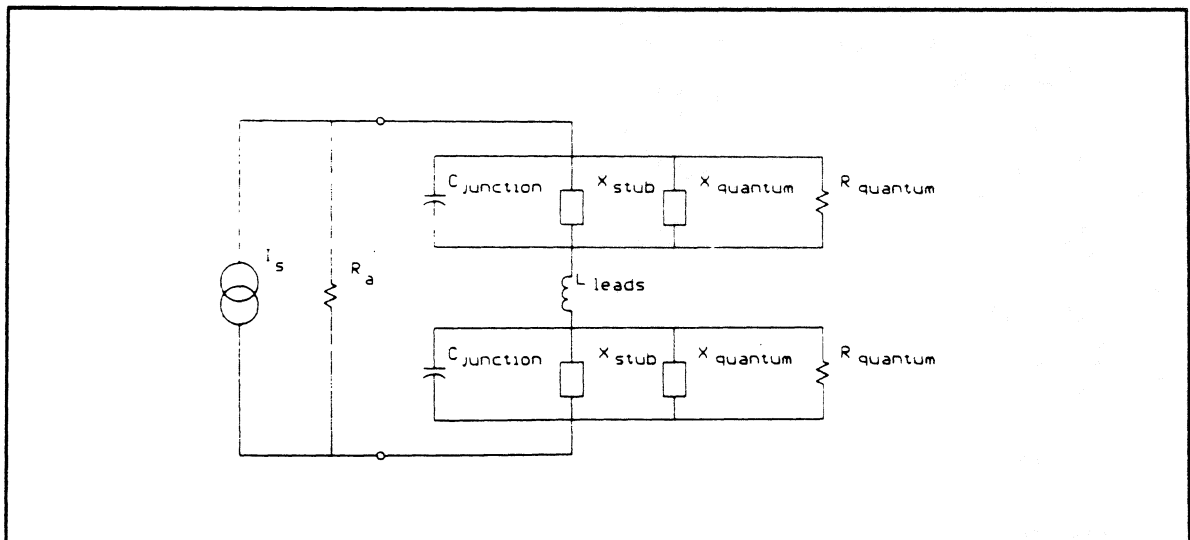 C junction X stub X quantum R quantum
I s
R a
L leads
C junction X stub X quantum R quantum